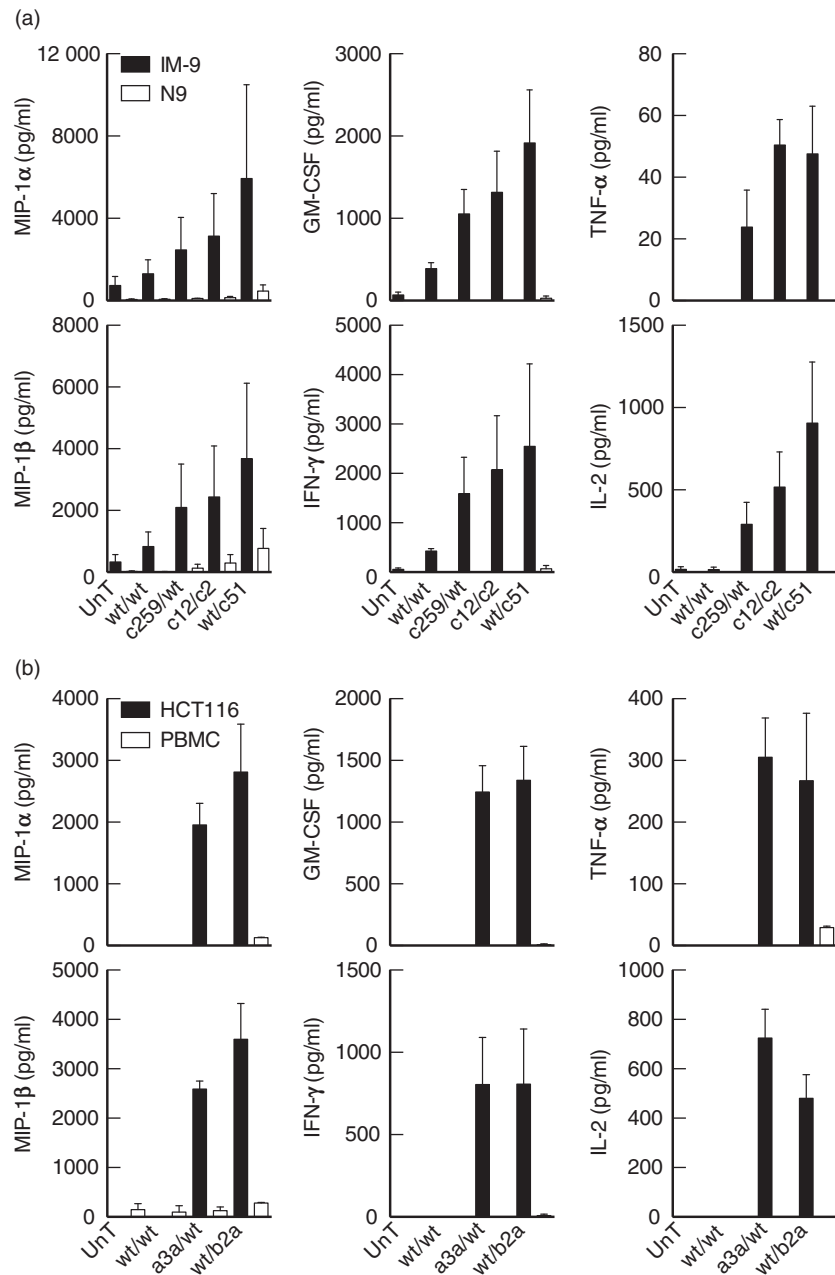 (a)
12 000
8000
4000
0
MIP-1α (pg/ml)
IM-9
N9
3000
2000
1000
0
GM-CSF (pg/ml)
80
60
40
20
0
TNF-α (pg/ml)
8000
6000
4000
2000
0
MIP-1β (pg/ml)
UnT
wt/wt
c259/wt
c12/c2
wt/c51
5000
4000
3000
2000
1000
0
IFN-γ (pg/ml)
UnT
wt/wt
c259/wt
c12/c2
wt/c51
1500
1000
500
0
IL-2 (pg/ml)
UnT
wt/wt
c259/wt
c12/c2
wt/c51
(b)
4000
3000
2000
1000
0
MIP-1α (pg/ml)
HCT116
PBMC
2000
1500
1000
500
0
GM-CSF (pg/ml)
400
300
200
100
0
TNF-α (pg/ml)
5000
4000
3000
2000
1000
0
MIP-1β (pg/ml)
UnT
wt/wt
a3a/wt
wt/b2a
1500
1000
500
0
IFN-γ (pg/ml)
UnT
wt/wt
a3a/wt
wt/b2a
1000
800
600
400
200
0
IL-2 (pg/ml)
UnT
wt/wt
a3a/wt
wt/b2a